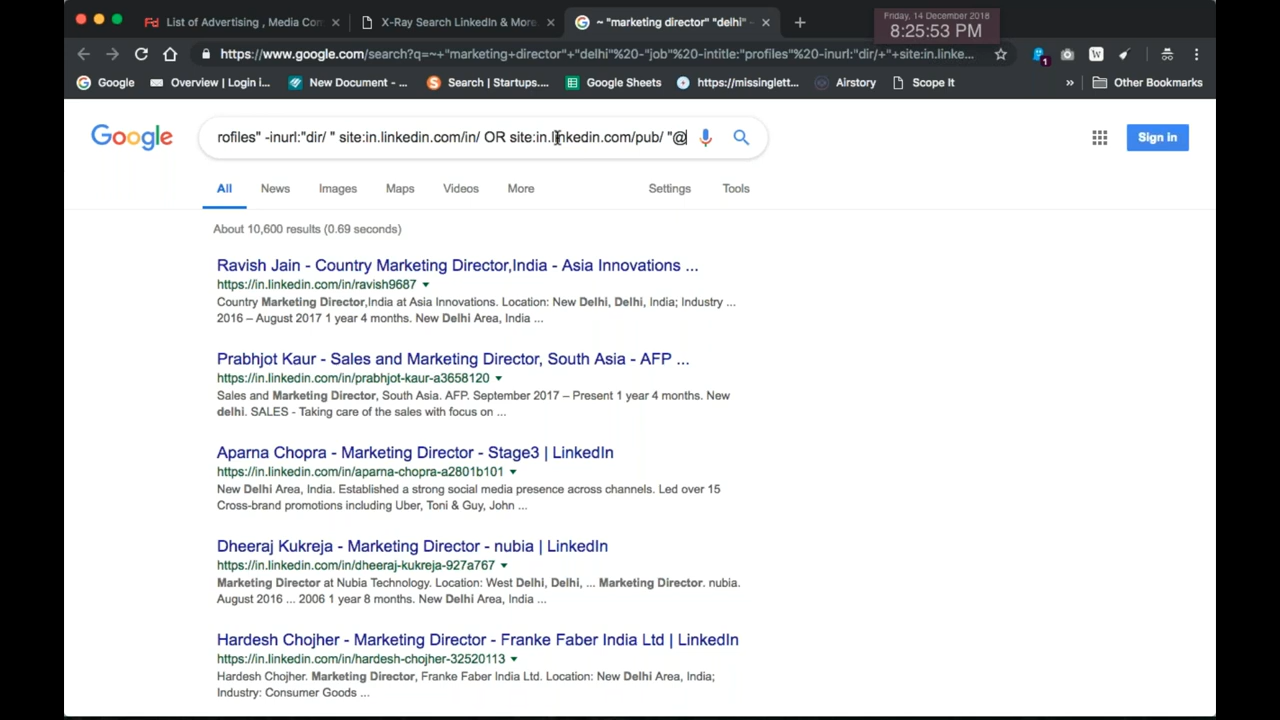 List of Advertising , Media Con
X-Ray Search LinkedIn & More
~ "marketing director" "delhi" -
Friday, 14 December 2018
8:25:53 PM
https://www.google.com/search?q=~+"marketing+director"+"delhi"%20-"job"%20-intitle:"profiles"%20-inurl:"dir/+"+site:in.linke...
1
Google
Overview | Login i...
New Document - ...
Search | Startups....
Google Sheets
https://missinglett...
Airstory
Scope It
»
Other Bookmarks
Google
rofiles" -inurl:"dir/ " site:in.linkedin.com/in/ OR site:in.linkedin.com/pub/ "@
Sign in
All
News
Images
Maps
Videos
More
Settings
Tools
About 10,600 results (0.69 seconds)
Ravish Jain - Country Marketing Director,India - Asia Innovations ...
https://in.linkedin.com/in/ravish9687
Country Marketing Director,India at Asia Innovations. Location: New Delhi, Delhi, India; Industry ...
2016 – August 2017 1 year 4 months. New Delhi Area, India ...
Prabhjot Kaur - Sales and Marketing Director, South Asia - AFP ...
https://in.linkedin.com/in/prabhjot-kaur-a3658120
Sales and Marketing Director, South Asia. AFP. September 2017 – Present 1 year 4 months. New
delhi. SALES - Taking care of the sales with focus on ...
Aparna Chopra - Marketing Director - Stage3 | LinkedIn
https://in.linkedin.com/in/aparna-chopra-a2801b101
New Delhi Area, India. Established a strong social media presence across channels. Led over 15
Cross-brand promotions including Uber, Toni & Guy, John ...
Dheeraj Kukreja - Marketing Director - nubia | LinkedIn
https://in.linkedin.com/in/dheeraj-kukreja-927a767
Marketing Director at Nubia Technology. Location: West Delhi, Delhi, ... Marketing Director. nubia.
August 2016 ... 2006 1 year 8 months. New Delhi Area, India ...
Hardesh Chojher - Marketing Director - Franke Faber India Ltd | LinkedIn
https://in.linkedin.com/in/hardesh-chojher-32520113
Hardesh Chojher. Marketing Director, Franke Faber India Ltd. Location: New Delhi Area, India;
Industry: Consumer Goods ...